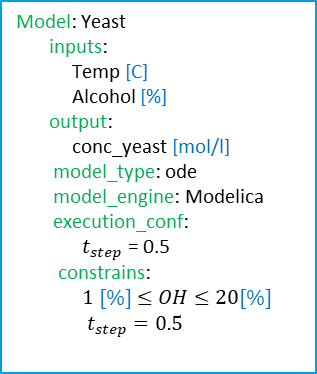 Model: Yeast
inputs:
Temp [C]
Alcohol [%]
output:
conc_yeast [mol/l]
model_type: ode
model_engine: Modelica
execution_conf:
t_step = 0.5
constrains:
1 [%] ≤ OH ≤ 20[%]
t_step = 0.5